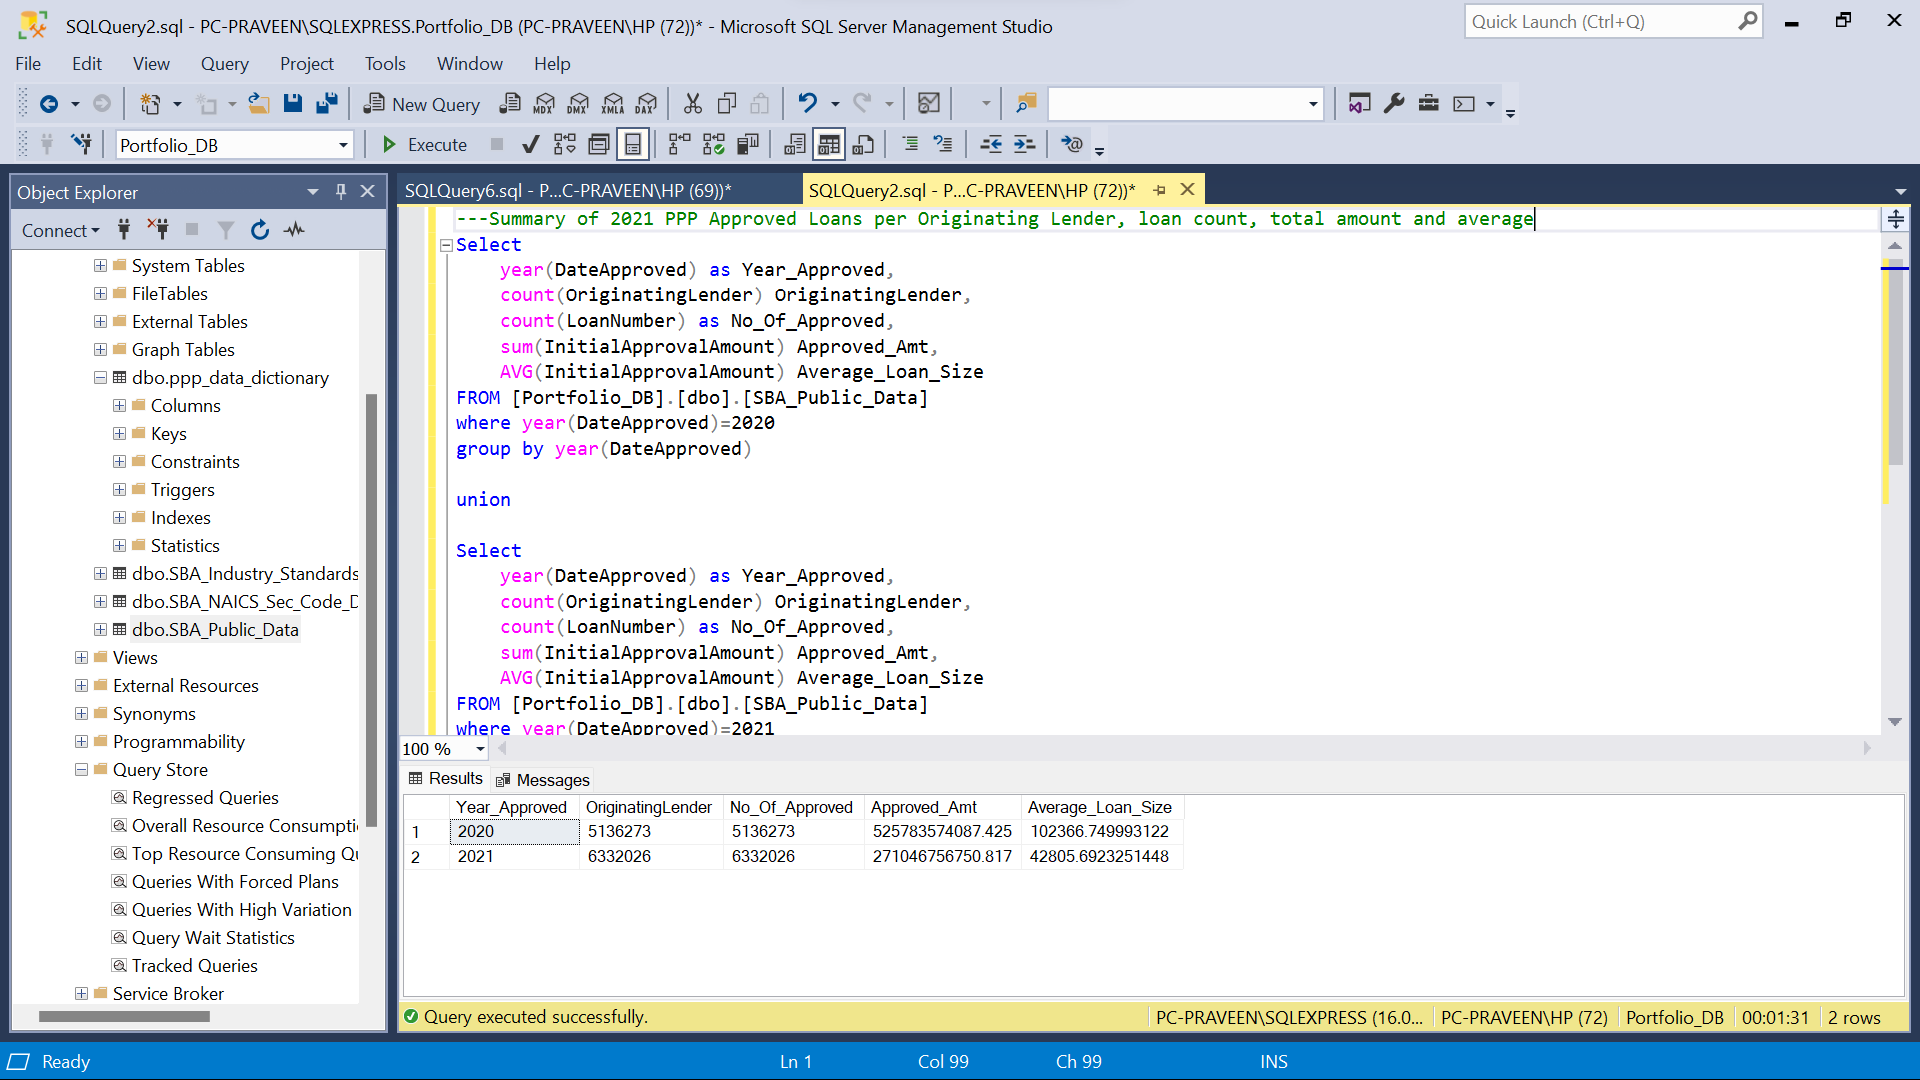 SQLQuery2.sql - PC-PRAVEEN\SQLEXPRESS.Portfolio_DB (PC-PRAVEEN\HP (72))* - Microsoft SQL Server Management Studio
Quick Launch (Ctrl+Q)
File Edit View Query Project Tools Window Help
New Query MDX DMX XMLA DAX
Portfolio_DB Execute
Object Explorer
Connect
System Tables
FileTables
External Tables
Graph Tables
dbo.ppp_data_dictionary
Columns
Keys
Constraints
Triggers
Indexes
Statistics
dbo.SBA_Industry_Standards
dbo.SBA_NAICS_Sec_Code_D
dbo.SBA_Public_Data
Views
External Resources
Synonyms
Programmability
Query Store
Regressed Queries
Overall Resource Consumpti
Top Resource Consuming Qu
Queries With Forced Plans
Queries With High Variation
Query Wait Statistics
Tracked Queries
Service Broker
SQLQuery6.sql - P...C-PRAVEEN\HP (69))* SQLQuery2.sql - P...C-PRAVEEN\HP (72))*
---Summary of 2021 PPP Approved Loans per Originating Lender, loan count, total amount and average
Select
year(DateApproved) as Year_Approved,
count(OriginatingLender) OriginatingLender,
count(LoanNumber) as No_Of_Approved,
sum(InitialApprovalAmount) Approved_Amt,
AVG(InitialApprovalAmount) Average_Loan_Size
FROM [Portfolio_DB].[dbo].[SBA_Public_Data]
where year(DateApproved)=2020
group by year(DateApproved)
union
Select
year(DateApproved) as Year_Approved,
count(OriginatingLender) OriginatingLender,
count(LoanNumber) as No_Of_Approved,
sum(InitialApprovalAmount) Approved_Amt,
AVG(InitialApprovalAmount) Average_Loan_Size
FROM [Portfolio_DB].[dbo].[SBA_Public_Data]
where year(DateApproved)=2021
100 %
Results Messages
Year_Approved OriginatingLender No_Of_Approved Approved_Amt Average_Loan_Size
1 2020 5136273 5136273 525783574087.425 102366.749993122
2 2021 6332026 6332026 271046756750.817 42805.6923251448
Query executed successfully. PC-PRAVEEN\SQLEXPRESS (16.0... PC-PRAVEEN\HP (72) Portfolio_DB 00:01:31 2 rows
Ready Ln 1 Col 99 Ch 99 INS